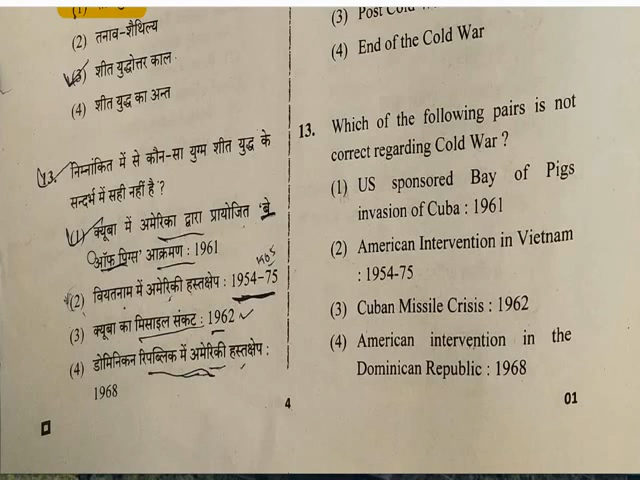 (2) तनाव-शैथिल्य
(3) शीत युद्धोत्तर काल
(4) शीत युद्ध का अन्त
13. निम्नांकित में से कौन-सा युग्म शीत युद्ध के
सन्दर्भ में सही नहीं है ?
(1) क्यूबा में अमेरिका द्वारा प्रायोजित 'बे
ऑफ प्रिग्स' आक्रमण : 1961
(2) वियतनाम में अमेरिकी हस्तक्षेप : 1954-75
(3) क्यूबा का मिसाइल संकट : 1962
(4) डोमिनिकन रिपब्लिक में अमेरिकी हस्तक्षेप :
1968
(3) Post Cold
(4) End of the Cold War
13. Which of the following pairs is not
correct regarding Cold War ?
(1) US sponsored Bay of Pigs
invasion of Cuba : 1961
(2) American Intervention in Vietnam
: 1954-75
(3) Cuban Missile Crisis : 1962
(4) American intervention in the
Dominican Republic : 1968
4
01